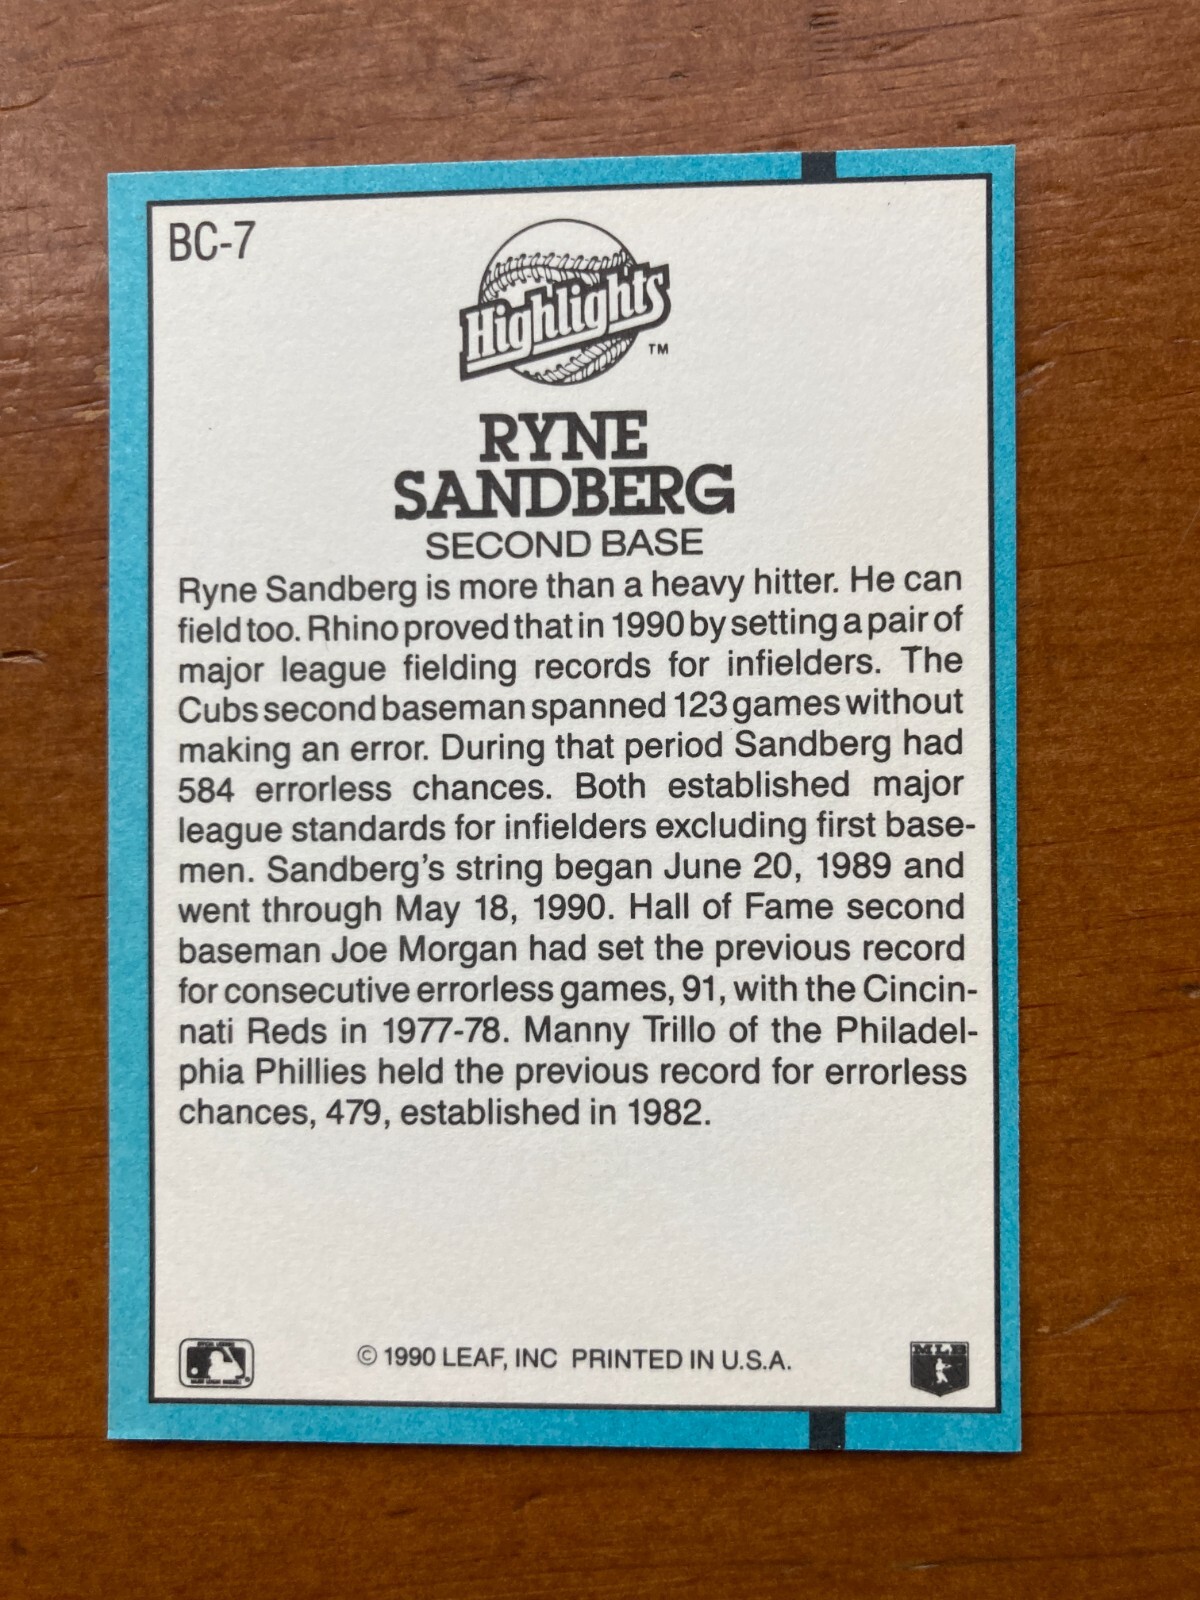 BC-7
Highlights
TM
RYNE
SANDBERG
SECOND BASE
Ryne Sandberg is more than a heavy hitter. He can
field too. Rhino proved that in 1990 by setting a pair of
major league fielding records for infielders. The
Cubs second baseman spanned 123 games without
making an error. During that period Sandberg had
584 errorless chances. Both established major
league standards for infielders excluding first base-
men. Sandberg's string began June 20, 1989 and
went through May 18, 1990. Hall of Fame second
baseman Joe Morgan had set the previous record
for consecutive errorless games, 91, with the Cincin-
nati Reds in 1977-78. Manny Trillo of the Philadel-
phia Phillies held the previous record for errorless
chances, 479, established in 1982.
© 1990 LEAF, INC PRINTED IN U.S.A.
MLB